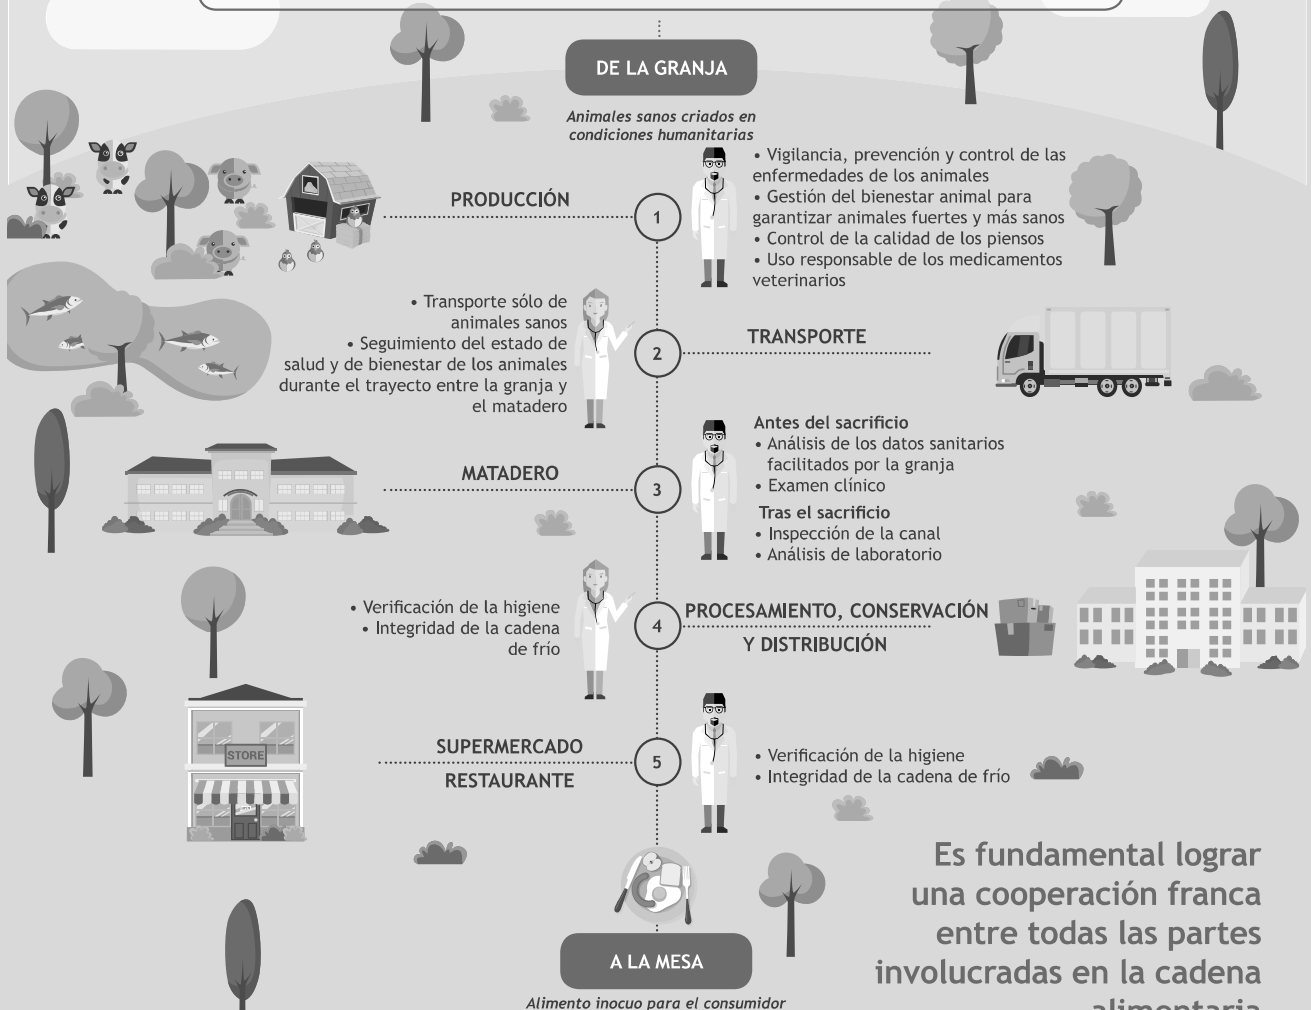 DE LA GRANJA
Animales sanos criados en
condiciones humanitarias
PRODUCCIÓN
1
• Vigilancia, prevención y control de las
enfermedades de los animales
• Gestión del bienestar animal para
garantizar animales fuertes y más sanos
• Control de la calidad de los piensos
• Uso responsable de los medicamentos
veterinarios
• Transporte sólo de
animales sanos
• Seguimiento del estado de
salud y de bienestar de los animales
durante el trayecto entre la granja y
el matadero
2
TRANSPORTE
MATADERO
3
Antes del sacrificio
• Análisis de los datos sanitarios
facilitados por la granja
• Examen clínico
Tras el sacrificio
• Inspección de la canal
• Análisis de laboratorio
• Verificación de la higiene
• Integridad de la cadena
de frío
4
PROCESAMIENTO, CONSERVACIÓN
Y DISTRIBUCIÓN
STORE
SUPERMERCADO
RESTAURANTE
5
• Verificación de la higiene
• Integridad de la cadena de frío
A LA MESA
Alimento inocuo para el consumidor
Es fundamental lograr
una cooperación franca
entre todas las partes
involucradas en la cadena
alimentaria